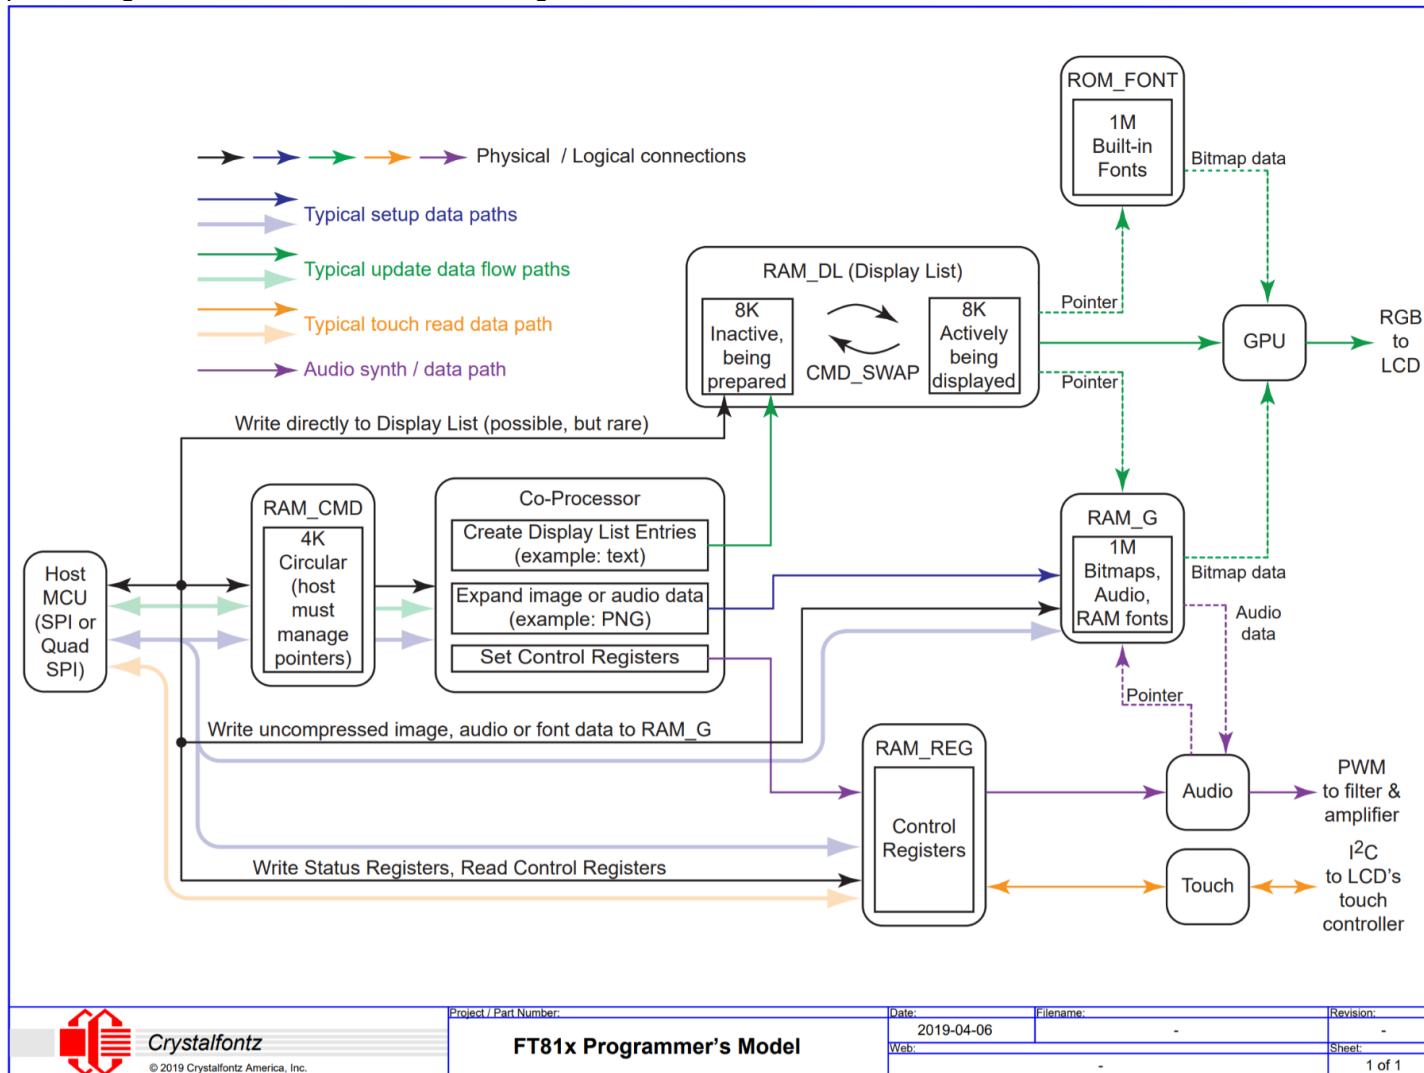 ROM_FONT
1M
Built-in
Fonts
Bitmap data
Physical / Logical connections
Typical setup data paths
Typical update data flow paths
Typical touch read data path
Audio synth / data path
RAM_DL (Display List)
8K
Inactive,
being
prepared
CMD_SWAP
8K
Actively
being
displayed
Pointer
Pointer
GPU
RGB
to
LCD
Write directly to Display List (possible, but rare)
Host
MCU
(SPI or
Quad
SPI)
RAM_CMD
4K
Circular
(host
must
manage
pointers)
Co-Processor
Create Display List Entries
(example: text)
Expand image or audio data
(example: PNG)
Set Control Registers
RAM_G
1M
Bitmaps,
Audio,
RAM fonts
Bitmap data
Audio
data
Pointer
Write uncompressed image, audio or font data to RAM_G
RAM_REG
Control
Registers
Audio
PWM
to filter &
amplifier
Write Status Registers, Read Control Registers
Touch
I²C
to LCD's
touch
controller
Crystalfontz
© 2019 Crystalfontz America, Inc.
Project / Part Number:
FT81x Programmer's Model
Date:
2019-04-06
Filename:
-
Revision:
-
Web:
-
Sheet:
1 of 1